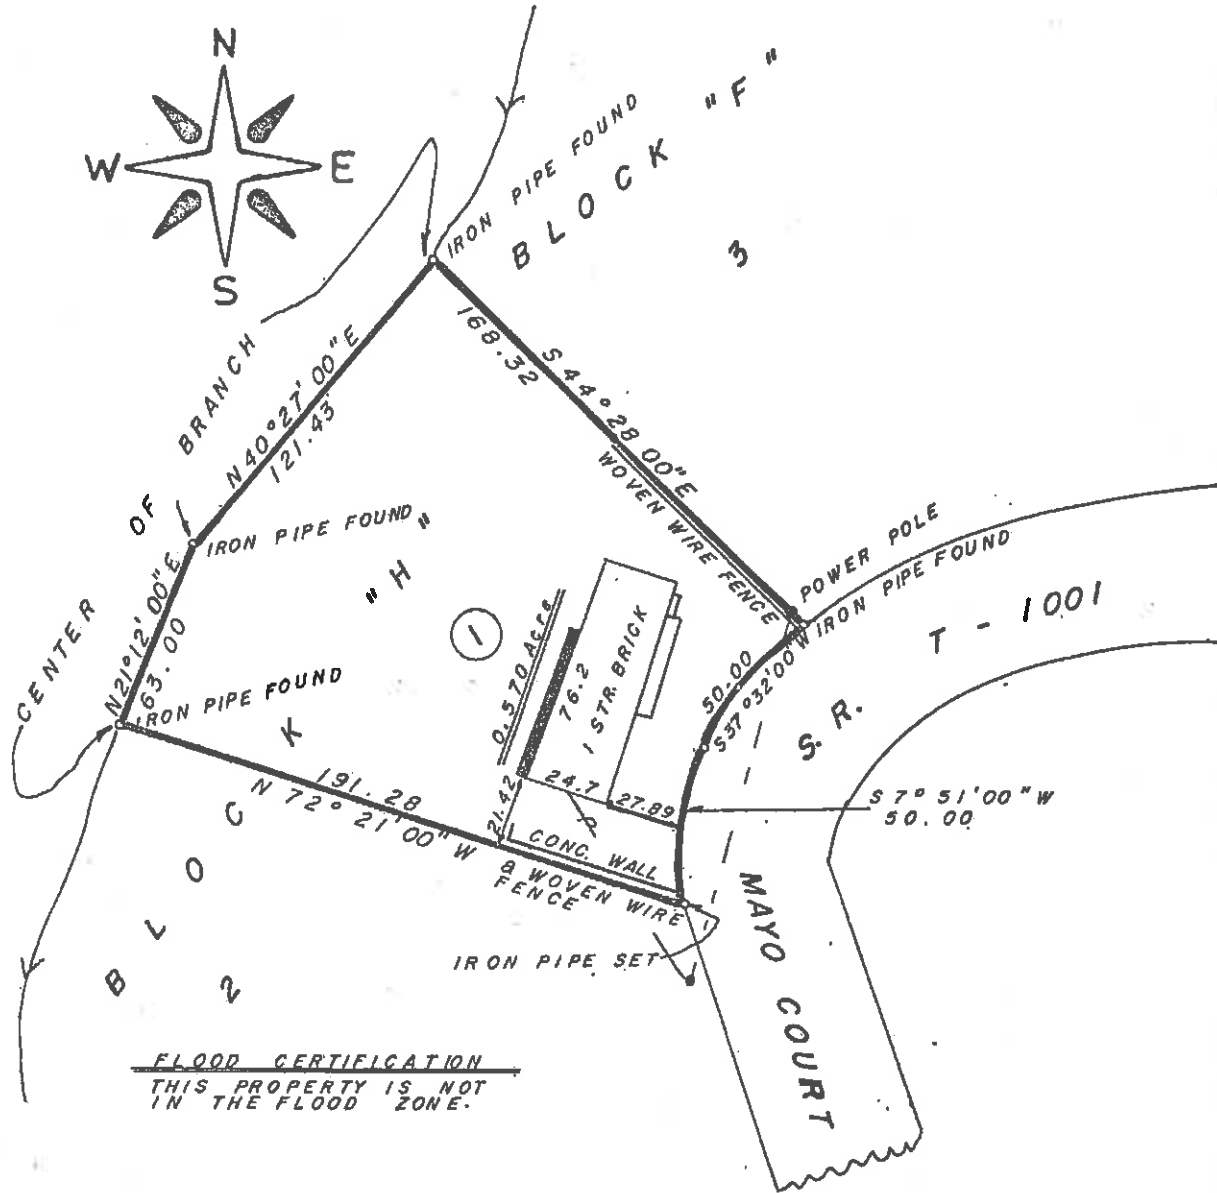 N
W E
S
BLOCK "F"
3
IRON PIPE FOUND
BRANCH
OF
CENTER
N40°27'00"E
121.43
168.32
S44°28 00"E
WOVEN WIRE FENCE
POWER POLE
IRON PIPE FOUND
T - 1001
S. R.
IRON PIPE FOUND
N21°12'00"E
63.00
IRON PIPE FOUND
"H"
1
0.570 Acre
76.2
1 STR. BRICK
50.00
S37°32'00"W
24.7
27.89
21.42
S 7° 51'00"W
50.00
191.28
N 72° 21'00" W
CONC. WALL
& WOVEN WIRE
FENCE
IRON PIPE SET
MAYO COURT
BLOCK
2
FLOOD CERTIFICATION
THIS PROPERTY IS NOT
IN THE FLOOD ZONE.